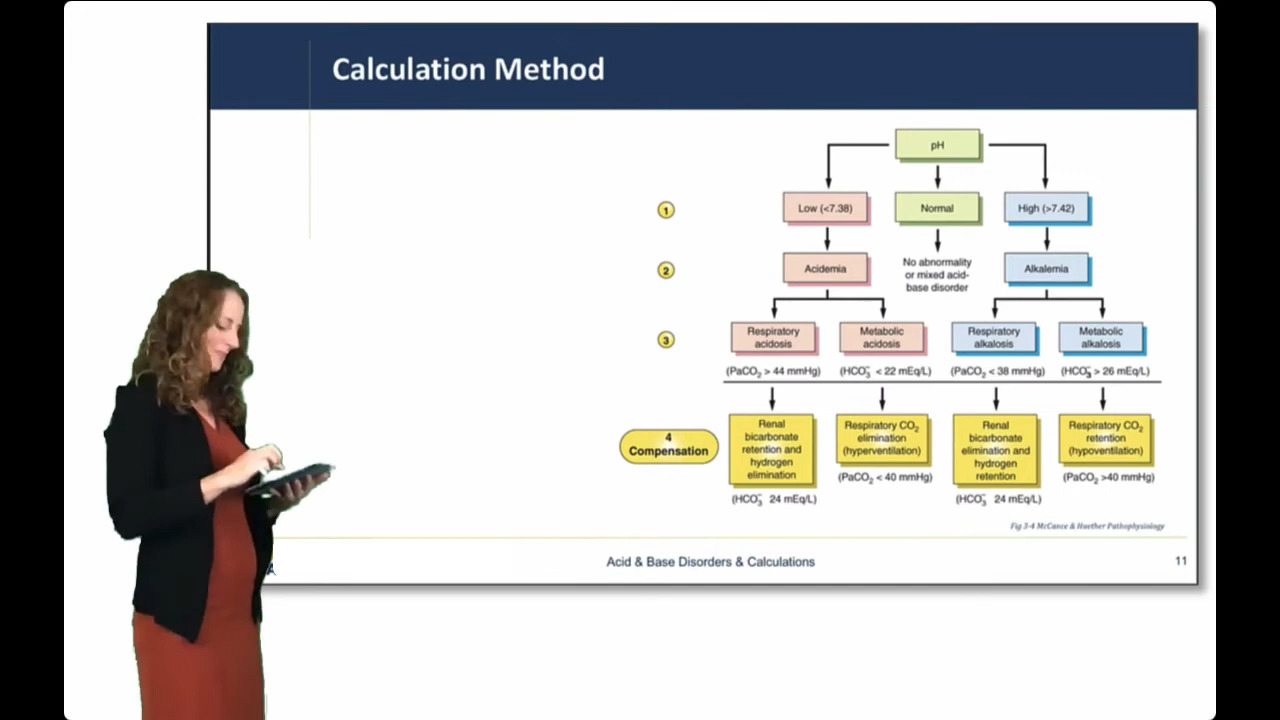 Calculation Method
pH
1
Low (<7.38)
Normal
High (>7.42)
2
Acidemia
No abnormality
or mixed acid-
base disorder
Alkalemia
3
Respiratory
acidosis
Metabolic
acidosis
Respiratory
alkalosis
Metabolic
alkalosis
(PaCO₂ > 44 mmHg)
(HCO₃⁻ < 22 mEq/L)
(PaCO₂ < 38 mmHg)
(HCO₃⁻ > 26 mEq/L)
4
Compensation
Renal
bicarbonate
retention and
hydrogen
elimination
(HCO₃⁻ 24 mEq/L)
Respiratory CO₂
elimination
(hyperventilation)
(PaCO₂ < 40 mmHg)
Renal
bicarbonate
elimination and
hydrogen
retention
(HCO₃⁻ 24 mEq/L)
Respiratory CO₂
retention
(hypoventilation)
(PaCO₂ >40 mmHg)
Fig 3-4 McCance & Huether Pathophysiology
Acid & Base Disorders & Calculations
11